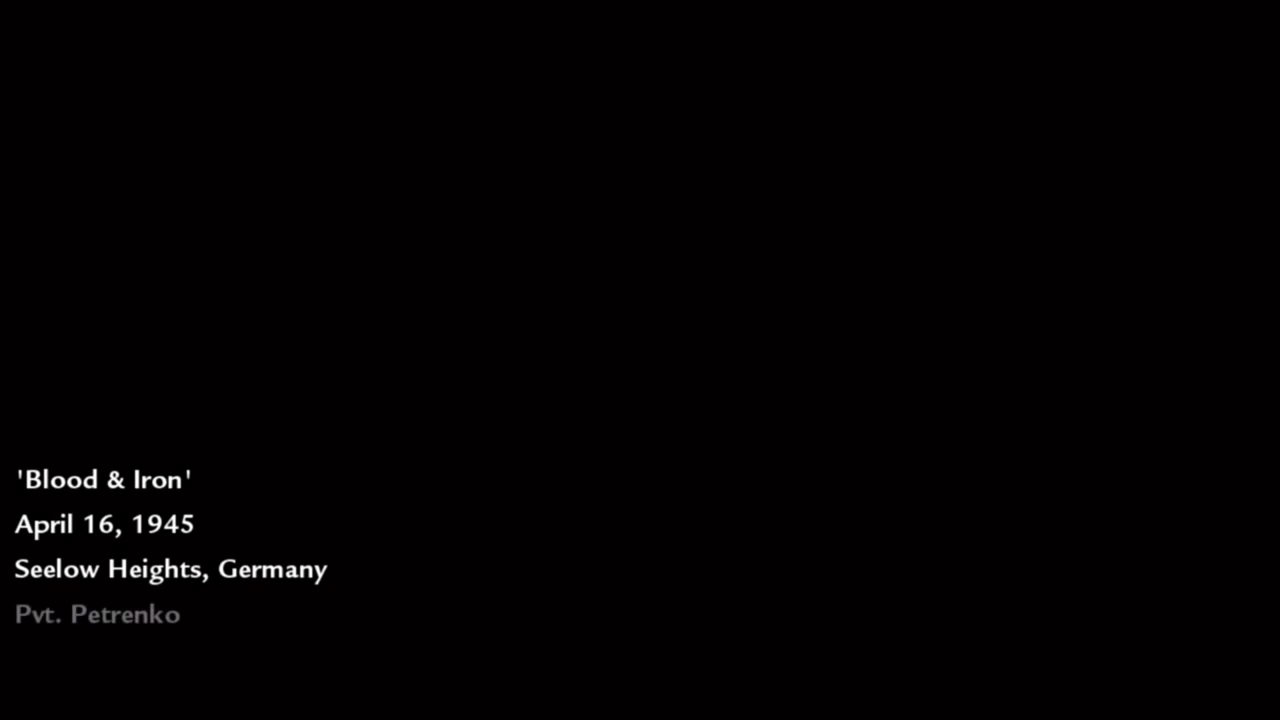 'Blood & Iron'
April 16, 1945
Seelow Heights, Germany
Pvt. Petrenko